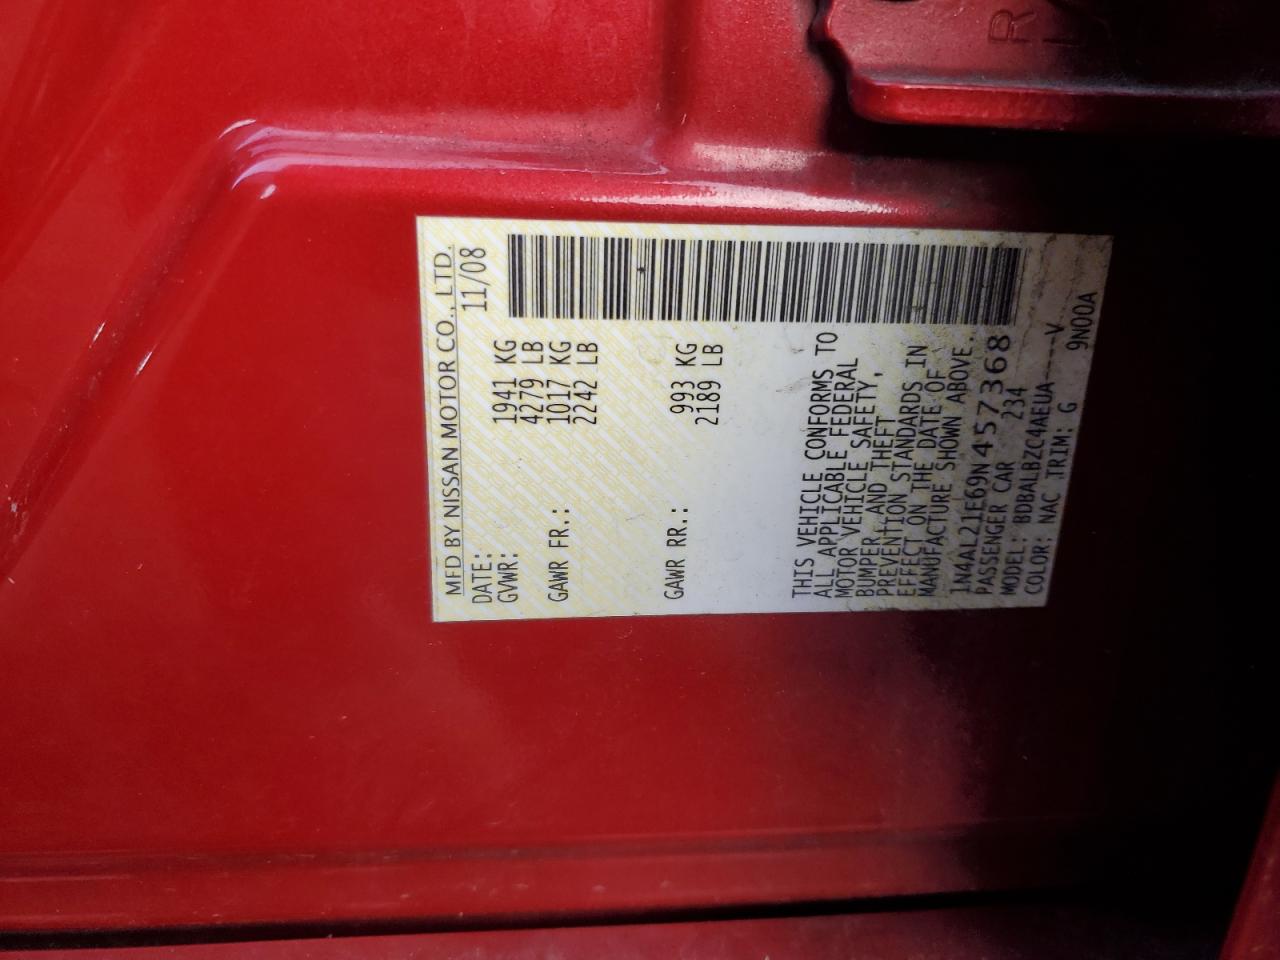 MFD BY NISSAN MOTOR CO., LTD.
DATE: 11/08
GVWR: 1941 KG
4279 LB
GAWR FR.: 1017 KG
2242 LB
GAWR RR.: 993 KG
2189 LB
THIS VEHICLE CONFORMS TO
ALL APPLICABLE FEDERAL
MOTOR VEHICLE SAFETY,
BUMPER, AND THEFT
PREVENTION STANDARDS IN
EFFECT ON THE DATE OF
MANUFACTURE SHOWN ABOVE.
1N4AL21E69N457368
PASSENGER CAR 234
MODEL: BDBALBZC4AEUA----V
COLOR: NAC TRIM: G 9N00A
R